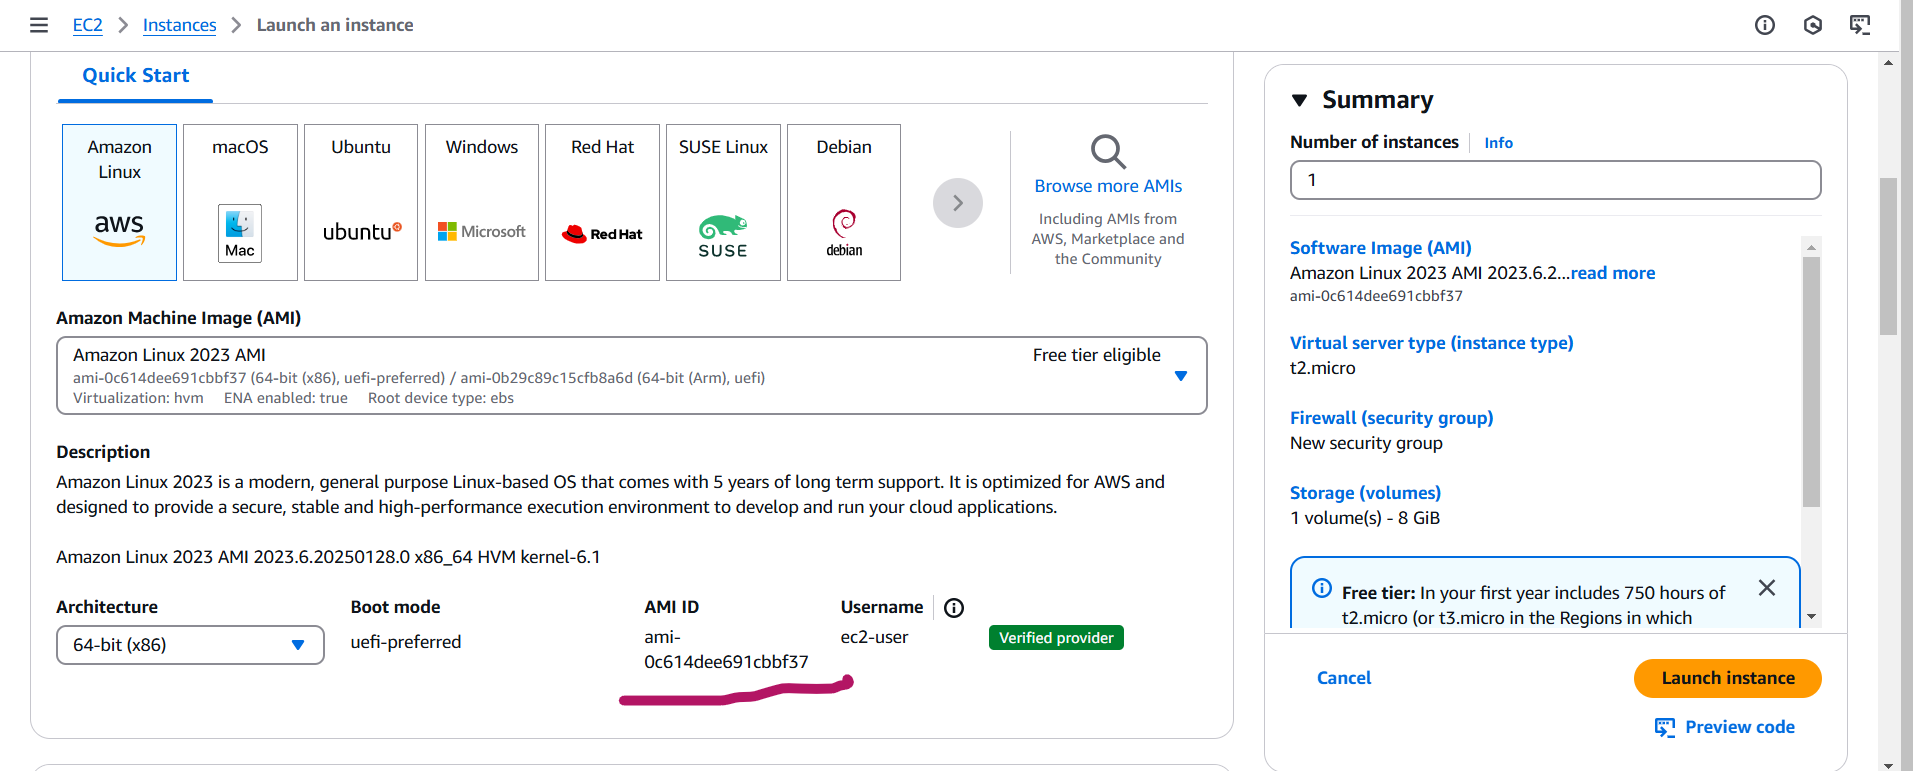 EC2 > Instances > Launch an instance
Quick Start
Amazon
Linux
aws
macOS
Mac
Ubuntu
ubuntu
Windows
Microsoft
Red Hat
Red Hat
SUSE Linux
SUSE
Debian
debian
Browse more AMIs
Including AMIs from
AWS, Marketplace and
the Community
Amazon Machine Image (AMI)
Amazon Linux 2023 AMI
Free tier eligible
ami-0c614dee691cbbf37 (64-bit (x86), uefi-preferred) / ami-0b29c89c15cfb8a6d (64-bit (Arm), uefi)
Virtualization: hvm ENA enabled: true Root device type: ebs
Description
Amazon Linux 2023 is a modern, general purpose Linux-based OS that comes with 5 years of long term support. It is optimized for AWS and
designed to provide a secure, stable and high-performance execution environment to develop and run your cloud applications.
Amazon Linux 2023 AMI 2023.6.20250128.0 x86_64 HVM kernel-6.1
Architecture
64-bit (x86)
Boot mode
uefi-preferred
AMI ID
ami-
0c614dee691cbbf37
Username
ec2-user
Verified provider
Summary
Number of instances
Info
1
Software Image (AMI)
Amazon Linux 2023 AMI 2023.6.2...read more
ami-0c614dee691cbbf37
Virtual server type (instance type)
t2.micro
Firewall (security group)
New security group
Storage (volumes)
1 volume(s) - 8 GiB
Free tier: In your first year includes 750 hours of
t2.micro (or t3.micro in the Regions in which
Cancel
Launch instance
Preview code